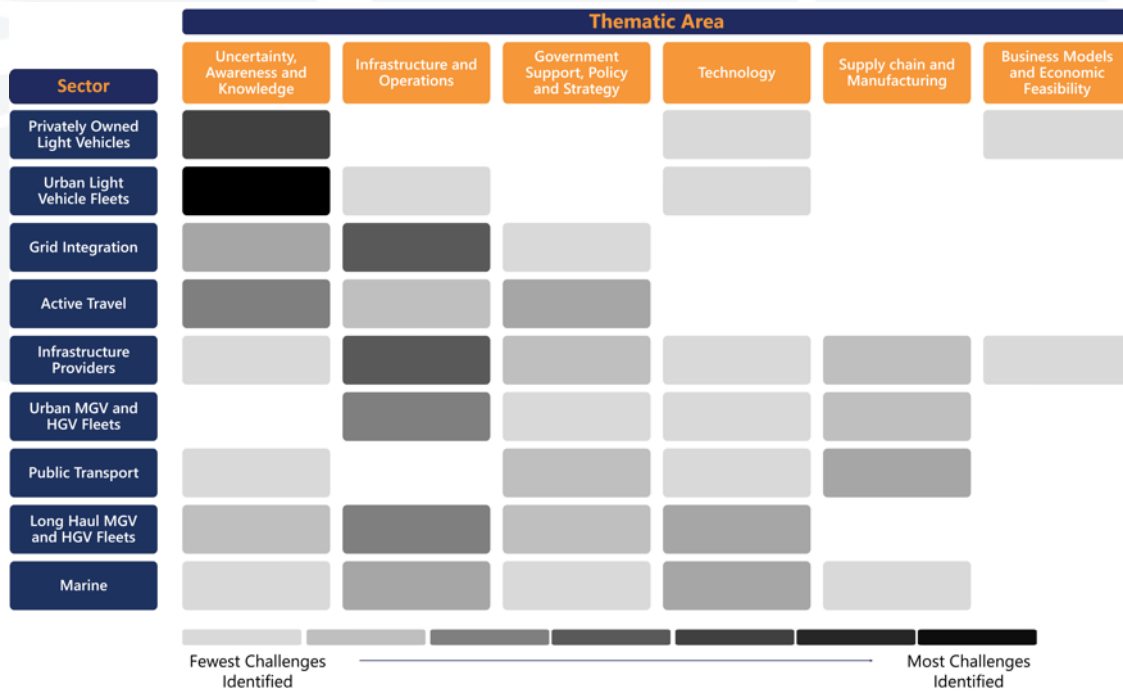 Thematic Area
Sector
Uncertainty,
Awareness and
Knowledge
Infrastructure and
Operations
Government
Support, Policy
and Strategy
Technology
Supply chain and
Manufacturing
Business Models
and Economic
Feasibility
Privately Owned
Light Vehicles
Urban Light
Vehicle Fleets
Grid Integration
Active Travel
Infrastructure
Providers
Urban MGV and
HGV Fleets
Public Transport
Long Haul MGV
and HGV Fleets
Marine
Fewest Challenges
Identified
Most Challenges
Identified